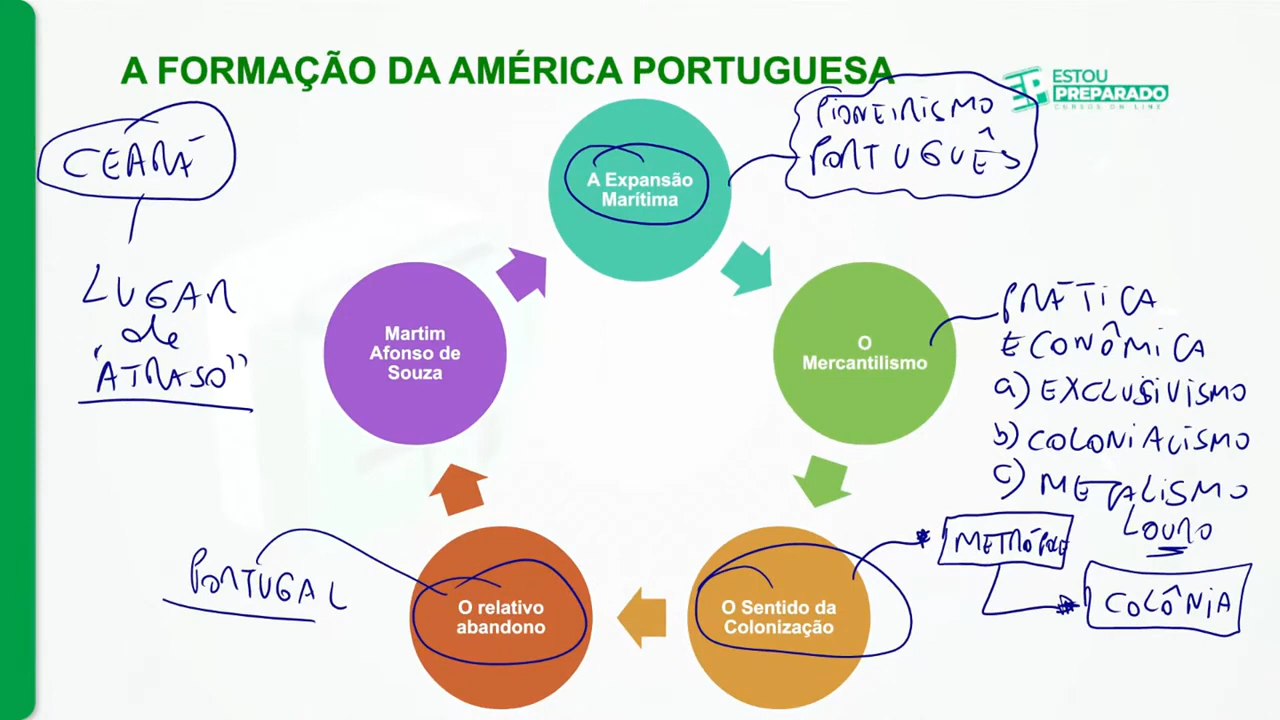 A FORMAÇÃO DA AMÉRICA PORTUGUESA
ESTOU
PREPARADO
CURSOS ON LINE
PIONEIRISMO
PORTUGUÊS
CEARÁ
LUGAR
de
"ATRASO"
A Expansão
Marítima
O
Mercantilismo
PRÁTICA
ECONÔMICA
a) EXCLUSIVISMO
b) COLONIALISMO
c) METALISMO
LOURO
METRÓPOLE
COLÔNIA
O Sentido da
Colonização
O relativo
abandono
PORTUGAL
Martim
Afonso de
Souza